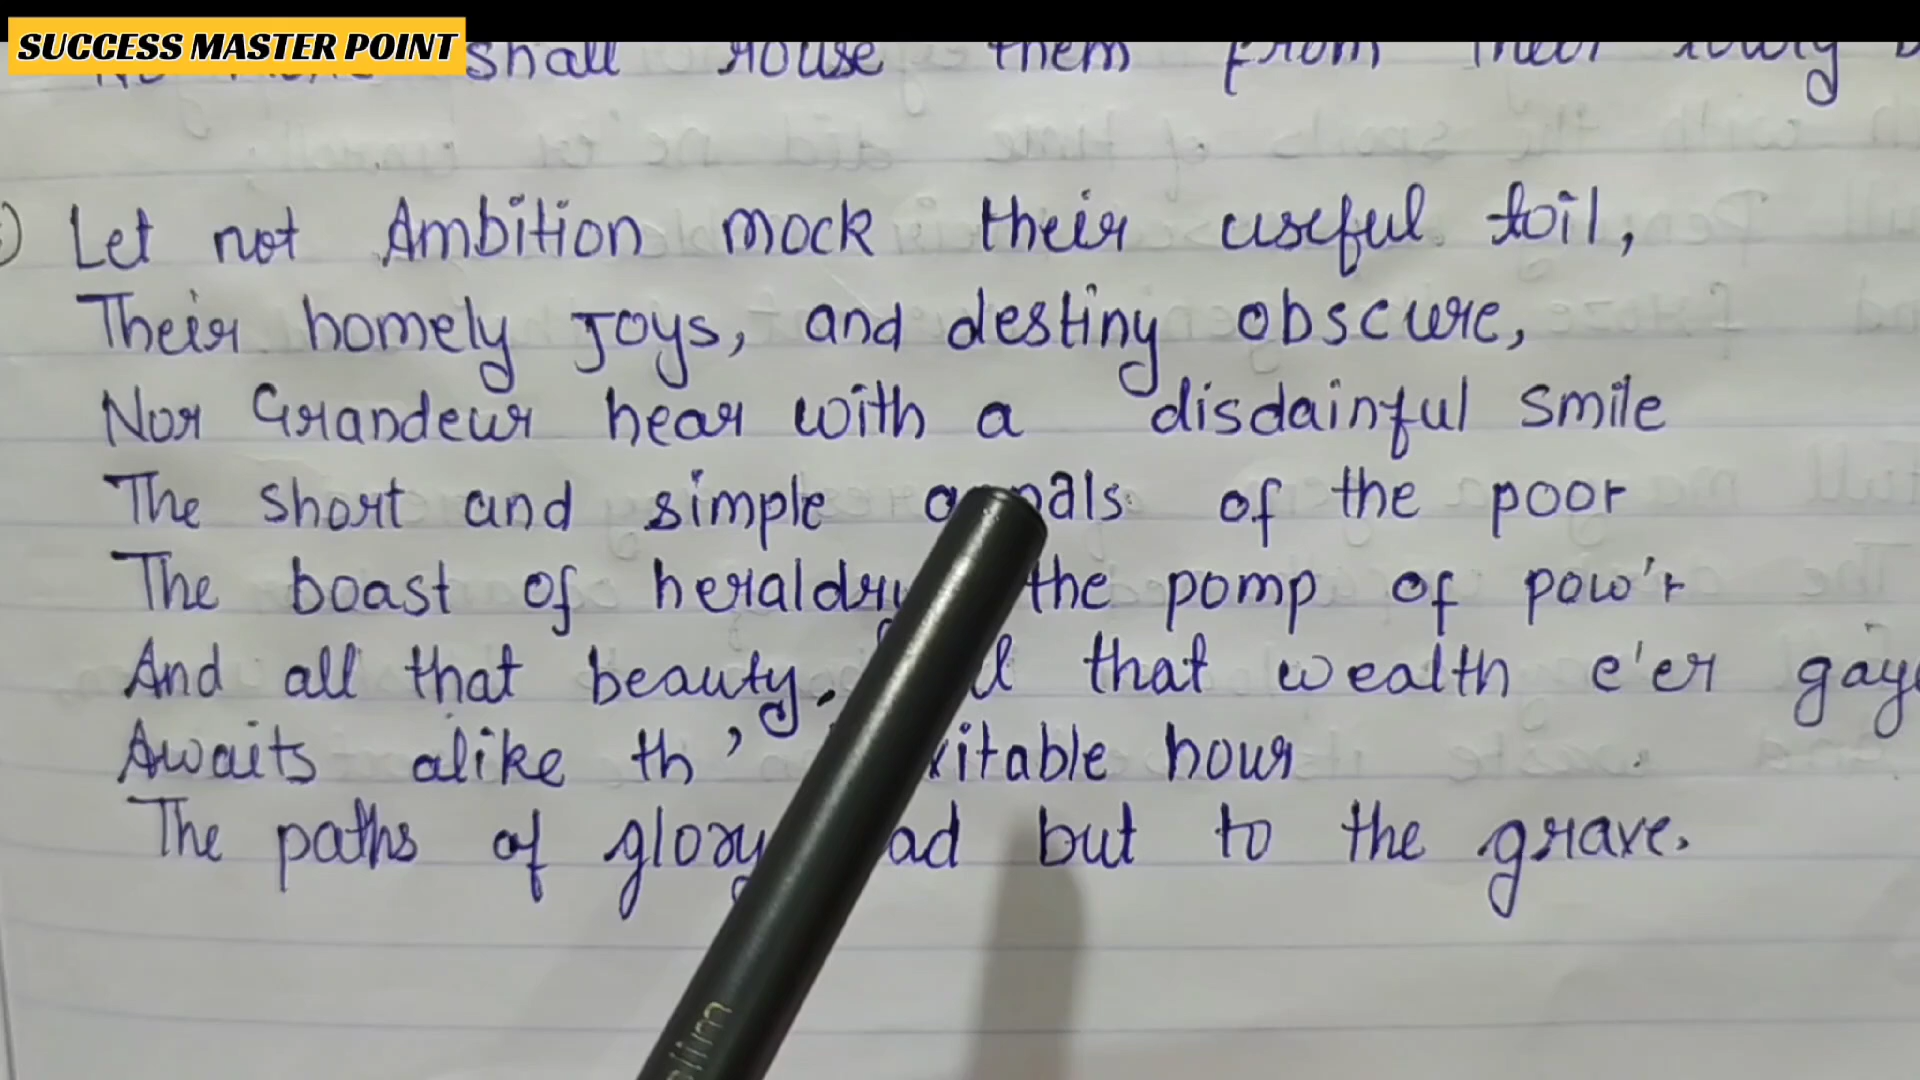 SUCCESS MASTER POINT
shall rouse them from their lowly
Let not Ambition mock their useful toil,
Their homely Joys, and destiny obscure,
Nor Grandeur hear with a disdainful smile
The short and simple of the poor
The boast of heraldry the pomp of pow'r
And all that beauty, that wealth e'er
Awaits alike th' hour
The paths of glory but to the grave.